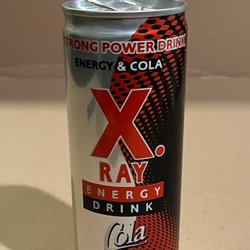 STRONG POWER DRINK
ENERGY & COLA
X.
RAY
ENERGY
DRINK
Cola